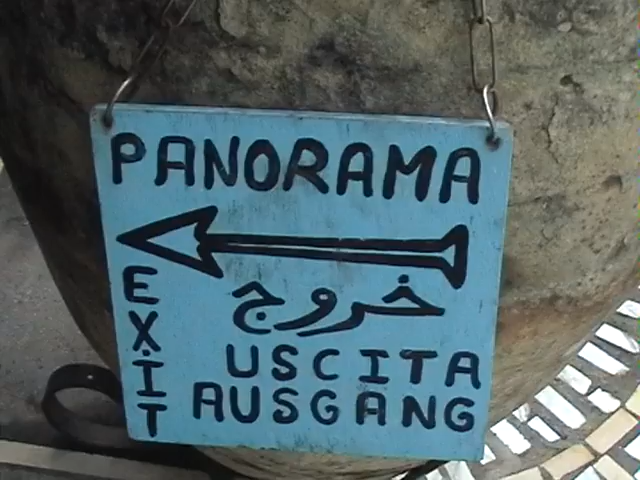 PANORAMA
خروج
EXIT
USCITA
AUSGANG